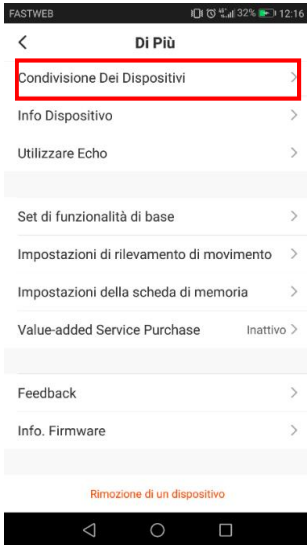 FASTWEB 32% 12:16
Di Più
Condivisione Dei Dispositivi
Info Dispositivo
Utilizzare Echo
Set di funzionalità di base
Impostazioni di rilevamento di movimento
Impostazioni della scheda di memoria
Value-added Service Purchase Inattivo
Feedback
Info. Firmware
Rimozione di un dispositivo